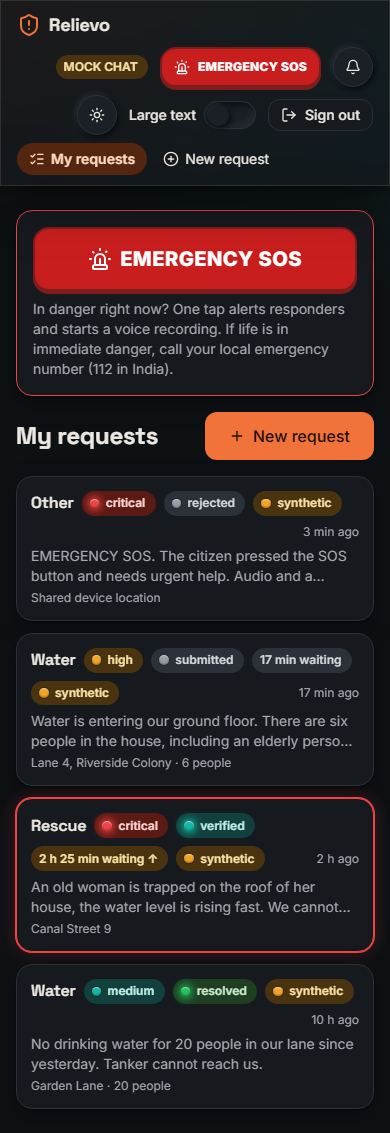 Relievo
MOCK CHAT
EMERGENCY SOS
Large text
Sign out
My requests
New request
EMERGENCY SOS
In danger right now? One tap alerts responders
and starts a voice recording. If life is in
immediate danger, call your local emergency
number (112 in India).
My requests
+ New request
Other critical rejected synthetic
3 min ago
EMERGENCY SOS. The citizen pressed the SOS
button and needs urgent help. Audio and a...
Shared device location
Water high submitted 17 min waiting
synthetic 17 min ago
Water is entering our ground floor. There are six
people in the house, including an elderly perso...
Lane 4, Riverside Colony · 6 people
Rescue critical verified
2 h 25 min waiting ↑ synthetic 2 h ago
An old woman is trapped on the roof of her
house, the water level is rising fast. We cannot...
Canal Street 9
Water medium resolved synthetic
10 h ago
No drinking water for 20 people in our lane since
yesterday. Tanker cannot reach us.
Garden Lane · 20 people